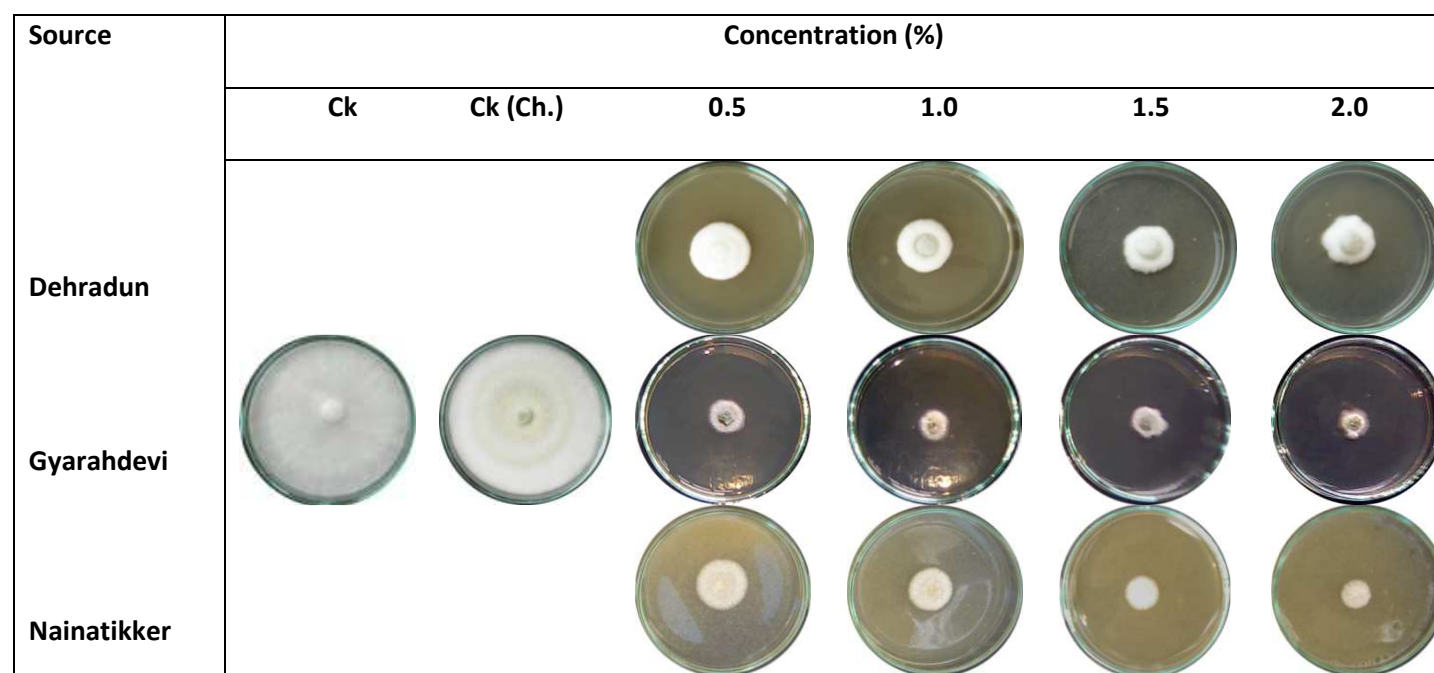 Source
Concentration (%)
Ck
Ck (Ch.)
0.5
1.0
1.5
2.0
Dehradun
Gyarahdevi
Nainatikker